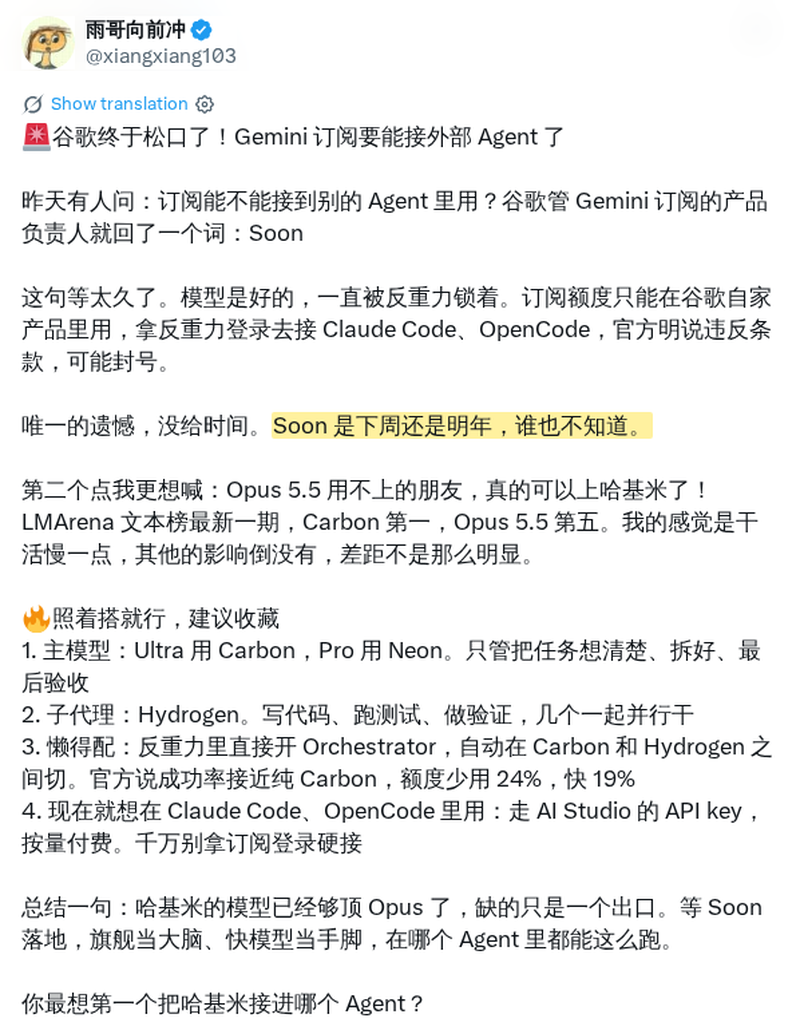 雨哥向前冲
@xiangxiang103
Show translation
🚨谷歌终于松口了！Gemini 订阅要能接外部 Agent 了
昨天有人问：订阅能不能接到别的 Agent 里用？谷歌管 Gemini 订阅的产品
负责人就回了一个词：Soon
这句等太久了。模型是好的，一直被反重力锁着。订阅额度只能在谷歌自家
产品里用，拿反重力登录去接 Claude Code、OpenCode，官方明说违反条
款，可能封号。
唯一的遗憾，没给时间。Soon 是下周还是明年，谁也不知道。
第二个点我更想喊：Opus 5.5 用不上的朋友，真的可以上哈基米了！
LMArena 文本榜最新一期，Carbon 第一，Opus 5.5 第五。我的感觉是干
活慢一点，其他的影响倒没有，差距不是那么明显。
🔥照着搭就行，建议收藏
1. 主模型：Ultra 用 Carbon，Pro 用 Neon。只管把任务想清楚、拆好、最
后验收
2. 子代理：Hydrogen。写代码、跑测试、做验证，几个一起并行干
3. 懒得配：反重力里直接开 Orchestrator，自动在 Carbon 和 Hydrogen 之
间切。官方说成功率接近纯 Carbon，额度少用 24%，快 19%
4. 现在就想在 Claude Code、OpenCode 里用：走 AI Studio 的 API key，
按量付费。千万别拿订阅登录硬接
总结一句：哈基米的模型已经够顶 Opus 了，缺的只是一个出口。等 Soon
落地，旗舰当大脑、快模型当手脚，在哪个 Agent 里都能这么跑。
你最想第一个把哈基米接进哪个 Agent？